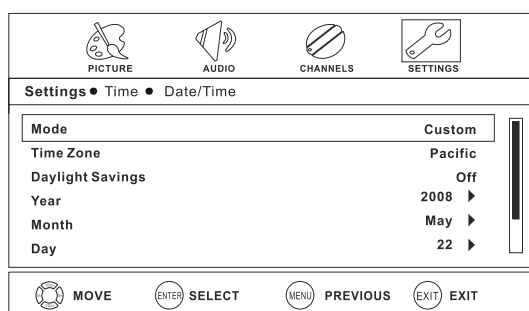 PICTURE AUDIO CHANNELS SETTINGS
Settings ● Time ● Date/Time
Mode Custom
Time Zone Pacific
Daylight Savings Off
Year 2008
Month May
Day 22
MOVE ENTER SELECT MENU PREVIOUS EXIT EXIT